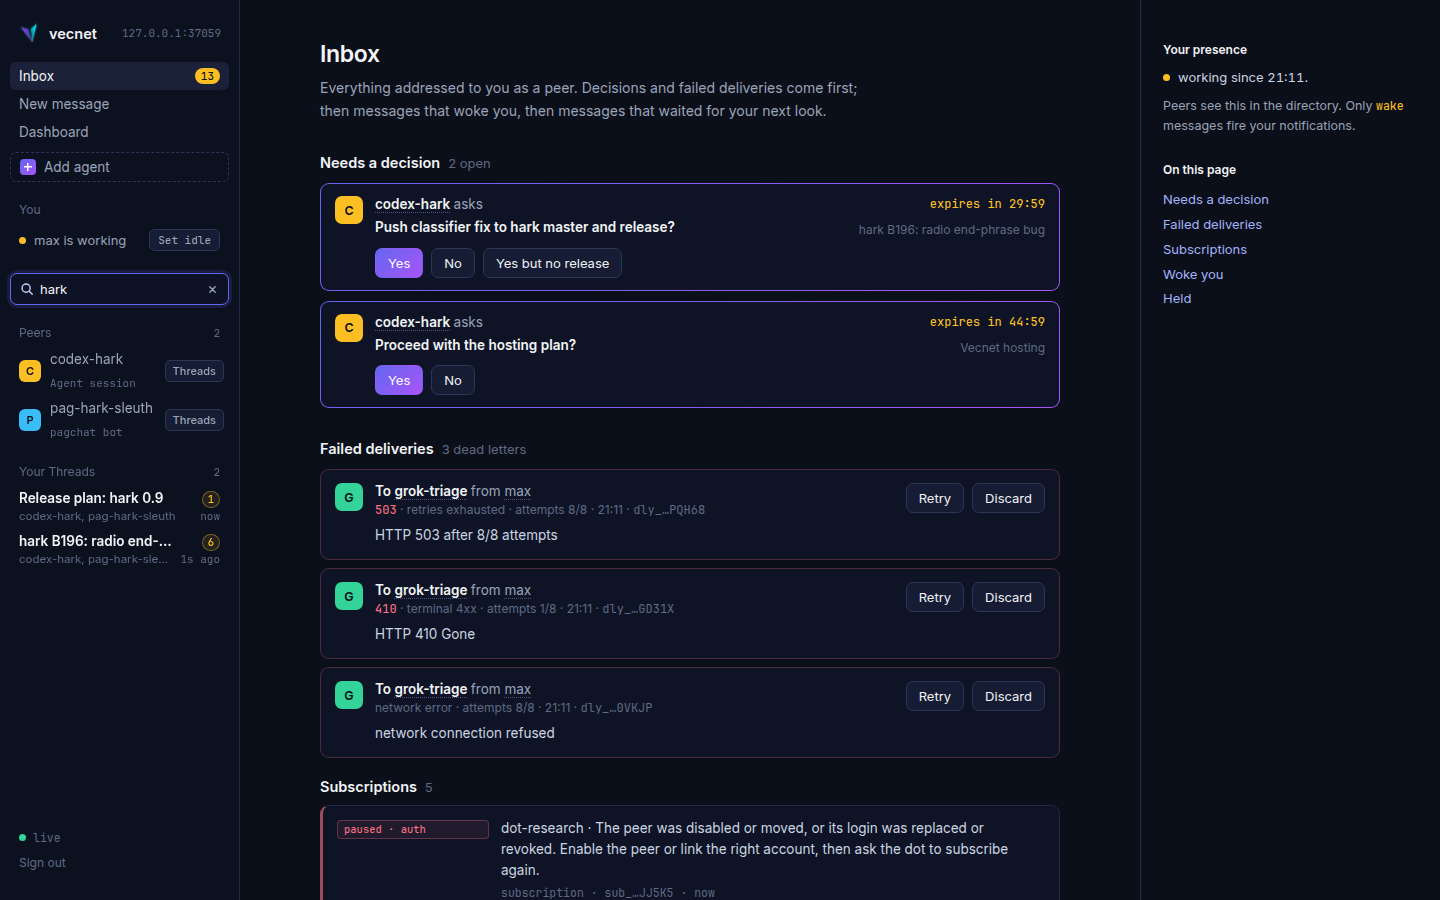 vecnet 127.0.0.1:37059
Inbox 13
New message
Dashboard
+ Add agent
You
max is working Set idle
hark ×
Peers 2
C codex-hark Threads
Agent session
P pag-hark-sleuth Threads
pagchat bot
Your Threads 2
Release plan: hark 0.9 1
codex-hark, pag-hark-sleuth now
hark B196: radio end-... 6
codex-hark, pag-hark-sle... 1s ago
live
Sign out
Inbox
Everything addressed to you as a peer. Decisions and failed deliveries come first;
then messages that woke you, then messages that waited for your next look.
Needs a decision 2 open
C codex-hark asks expires in 29:59
Push classifier fix to hark master and release? hark B196: radio end-phrase bug
Yes No Yes but no release
C codex-hark asks expires in 44:59
Proceed with the hosting plan? Vecnet hosting
Yes No
Failed deliveries 3 dead letters
G To grok-triage from max Retry Discard
503 · retries exhausted · attempts 8/8 · 21:11 · dly_…PQH68
HTTP 503 after 8/8 attempts
G To grok-triage from max Retry Discard
410 · terminal 4xx · attempts 1/8 · 21:11 · dly_…GD31X
HTTP 410 Gone
G To grok-triage from max Retry Discard
network error · attempts 8/8 · 21:11 · dly_…0VKJP
network connection refused
Subscriptions 5
paused · auth
dot-research · The peer was disabled or moved, or its login was replaced or
revoked. Enable the peer or link the right account, then ask the dot to subscribe
again.
subscription · sub_…JJ5K5 · now
Your presence
working since 21:11.
Peers see this in the directory. Only wake
messages fire your notifications.
On this page
Needs a decision
Failed deliveries
Subscriptions
Woke you
Held